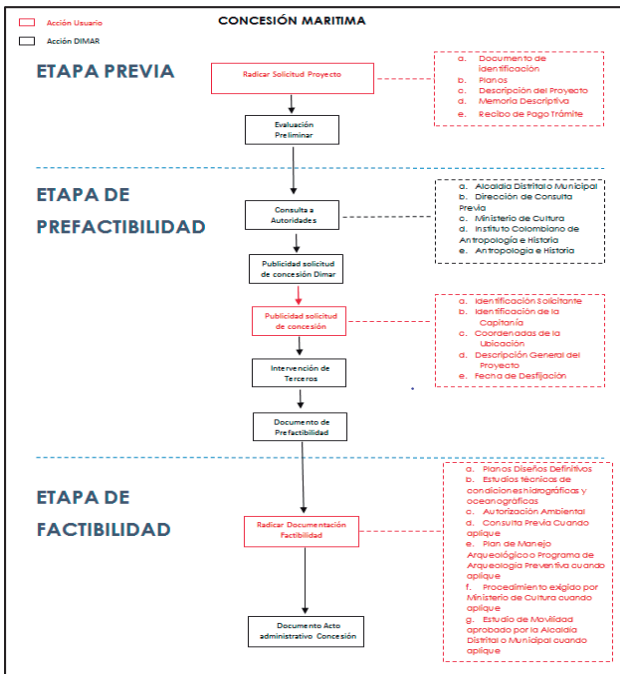 CONCESIÓN MARITIMA
Acción Usuario
Acción DIMAR
ETAPA PREVIA
Radicar Solicitud Proyecto
a. Documento de
identificación
b. Planos
c. Descripción del Proyecto
d. Memoria Descriptiva
e. Recibo de Pago Trámite
Evaluación
Preliminar
ETAPA DE
PREFACTIBILIDAD
Consulta a
Autoridades
a. Alcaldía Distrital o Municipal
b. Dirección de Consulta
Previa
c. Ministerio de Cultura
d. Instituto Colombiano de
Antropología e Historia
e. Antropologia e Historia
Publicidad solicitud
de concesión Dimar
Publicidad solicitud
de concesión
a. Identificación Solicitante
b. Identificación de la
Capitanía
c. Coordenadas de la
Ubicación
d. Descripción General del
Proyecto
e. Fecha de Desfijación
Intervención de
Terceros
Documento de
Prefactibilidad
ETAPA DE
FACTIBILIDAD
Radicar Documentación
Factibilidad
a. Planos Diseños Definitivos
b. Estudios técnicos de
condiciones hidrográficas y
oceanográficas
c. Autorización Ambiental
d. Consulta Previa Cuando
aplique
e. Plan de Manejo
Arqueológico o Programa de
Arqueología Preventiva cuando
aplique
f. Procedimiento exigido por
Ministerio de Cultura cuando
aplique
g. Estudio de Movilidad
aprobado por la Alcaldía
Distrital o Municipal cuando
aplique
Documento Acto
administrativo Concesión